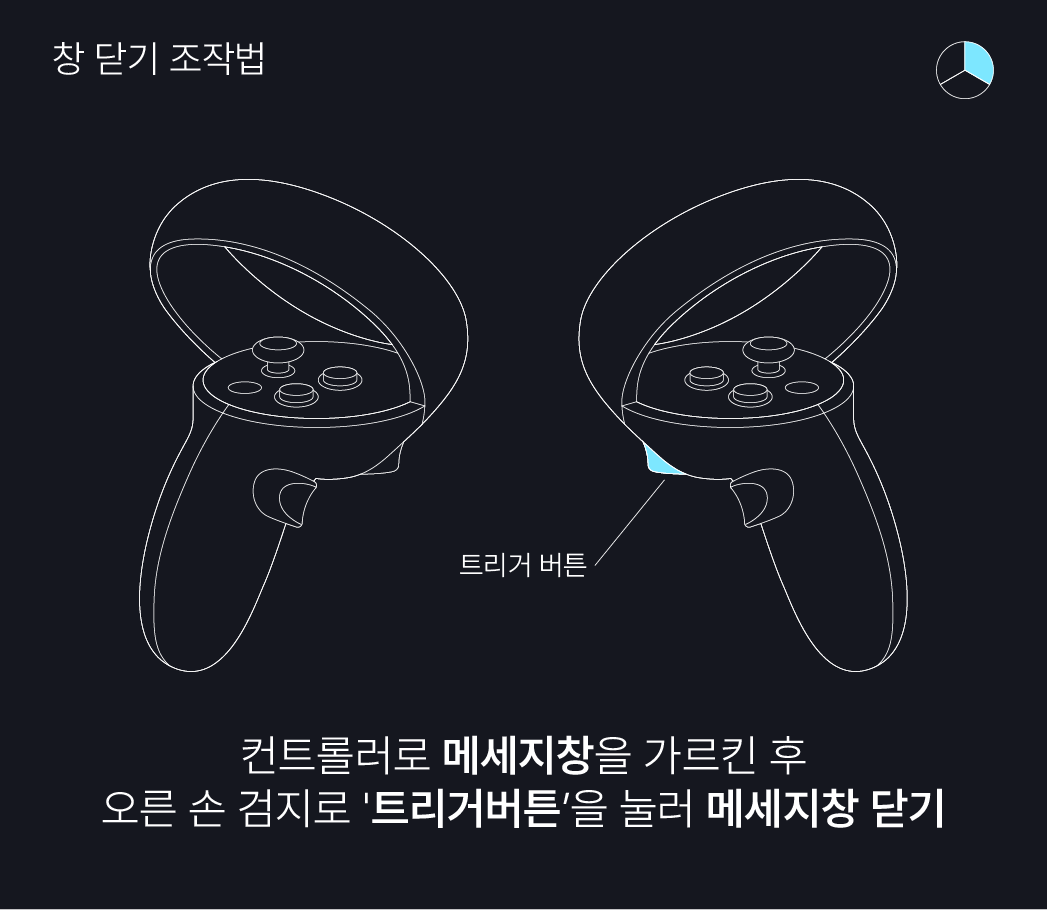 창 닫기 조작법
트리거 버튼
컨트롤러로 메세지창을 가르킨 후
오른 손 검지로 '트리거버튼’을 눌러 메세지창 닫기